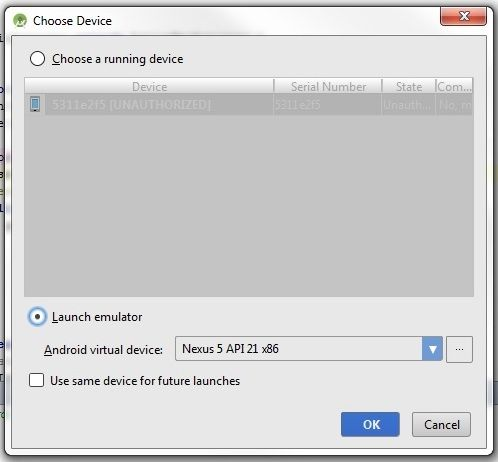 Choose Device
Choose a running device
Device Serial Number State Com...
5311e2f5 [UNAUTHORIZED] 5311e2f5 Unauth... No, m
Launch emulator
Android virtual device: Nexus 5 API 21 x86 ...
Use same device for future launches
OK Cancel